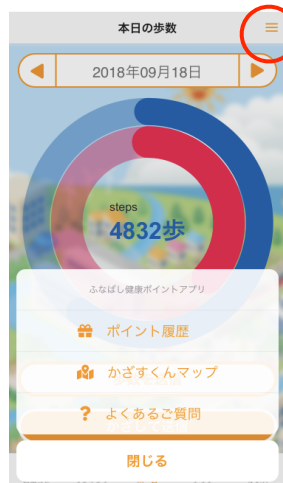 本日の歩数
2018年09月18日
steps
4832歩
ふなばし健康ポイントアプリ
ポイント履歴
かざすくんマップ
? よくあるご質問
閉じる